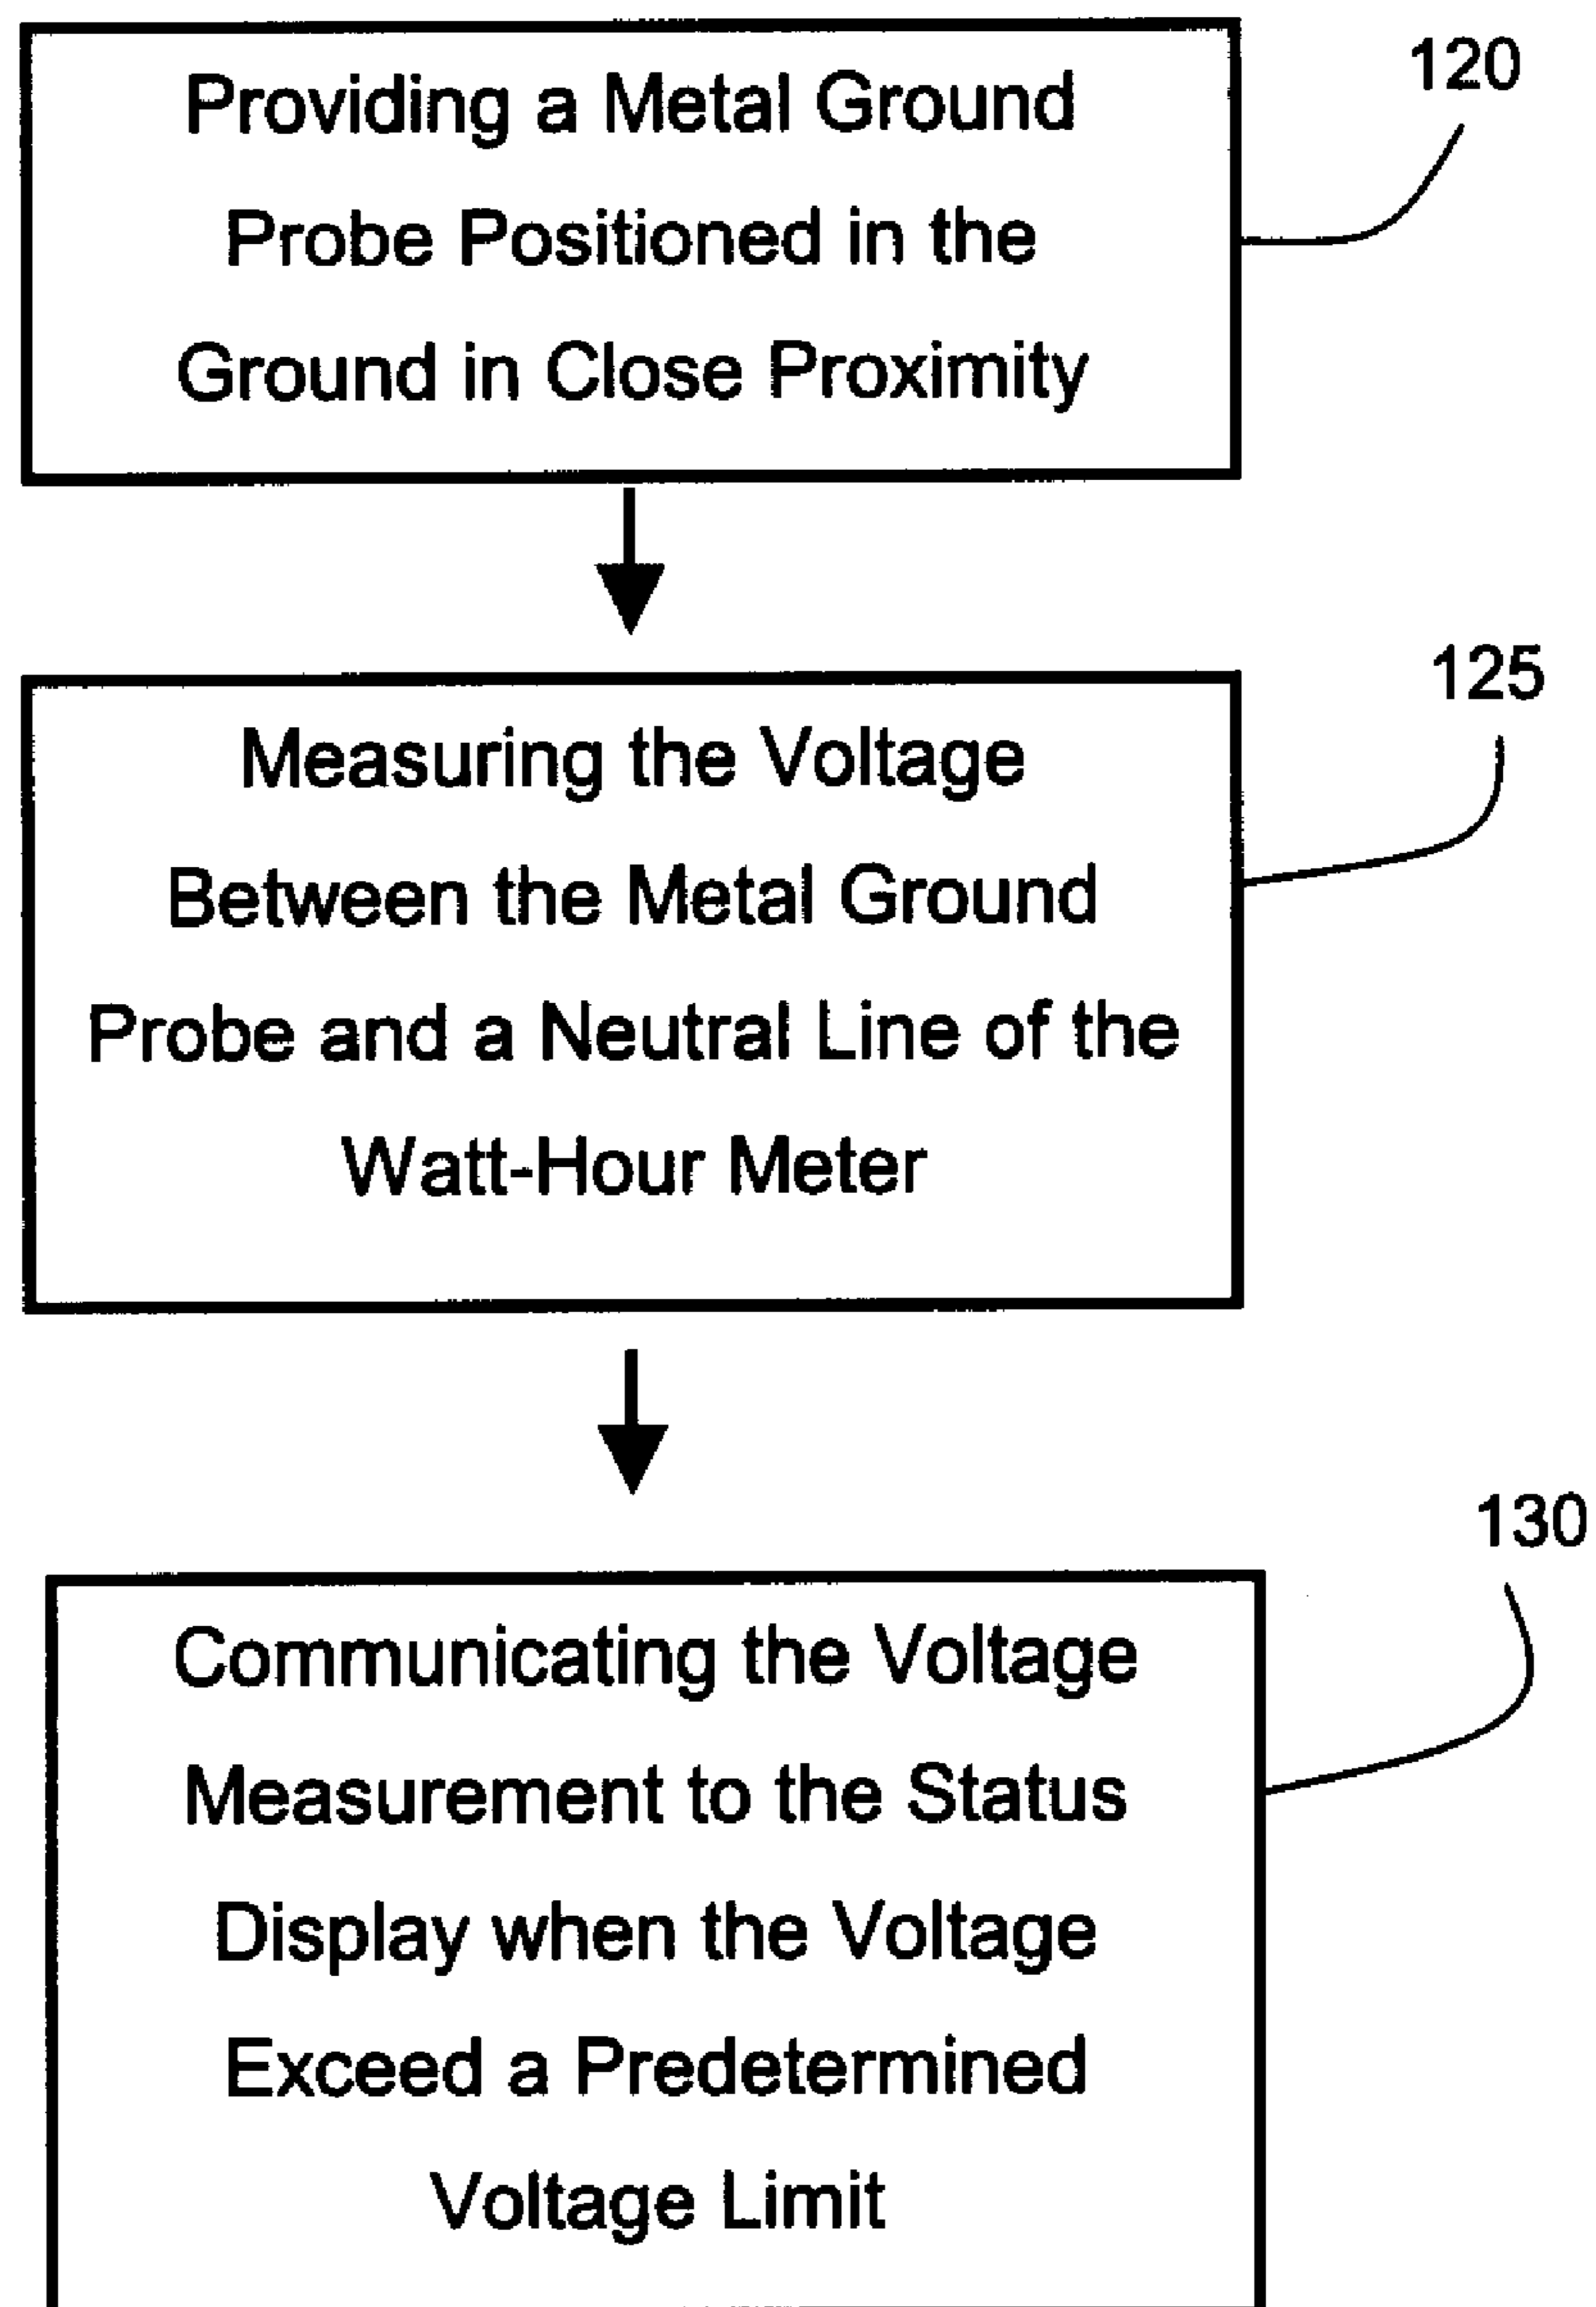 120
Providing a Metal Ground
Probe Positioned in the
Ground in Close Proximity
125
Measuring the Voltage
Between the Metal Ground
Probe and a Neutral Line of the
Watt-Hour Meter
130
Communicating the Voltage
Measurement to the Status
Display when the Voltage
Exceed a Predetermined
Voltage Limit